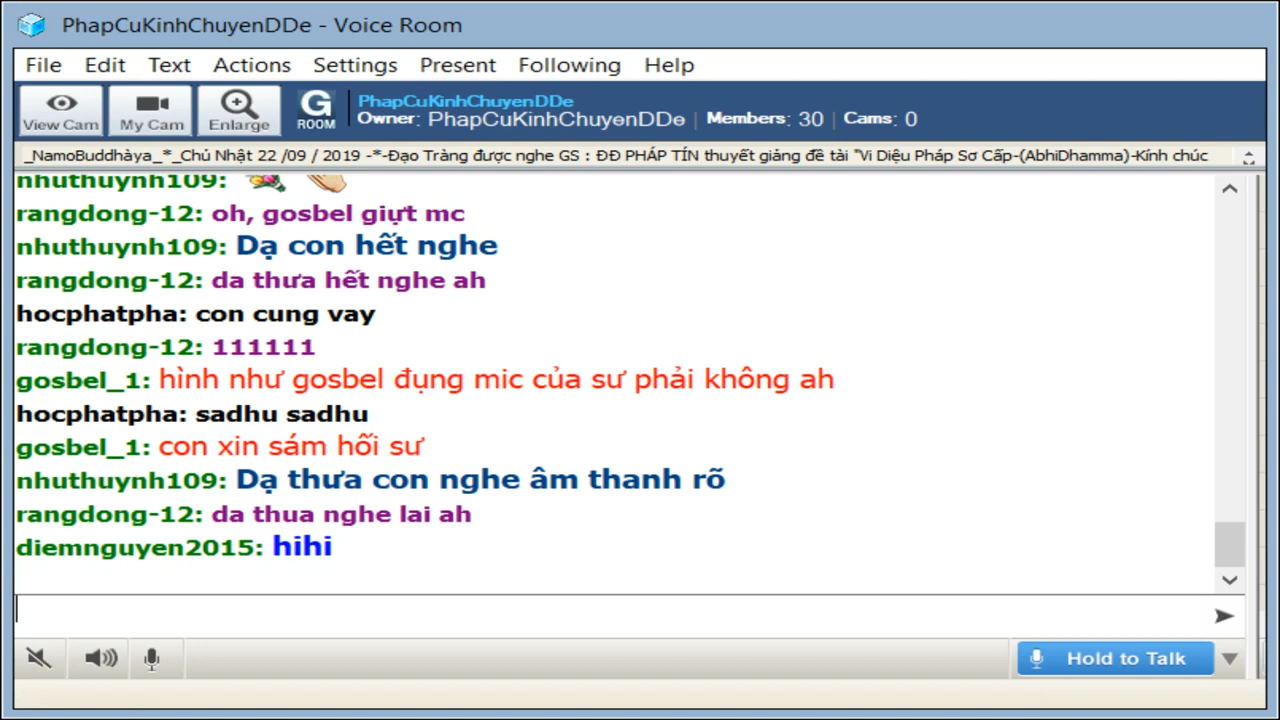 PhapCuKinhChuyenDDe - Voice Room
File Edit Text Actions Settings Present Following Help
View Cam My Cam Enlarge G ROOM
PhapCuKinhChuyenDDe
Owner: PhapCuKinhChuyenDDe | Members: 30 | Cams: 0
_NamoBuddhàya_*_Chủ Nhật 22 /09 / 2019 -*-Đạo Tràng được nghe GS : ĐĐ PHÁP TÍN thuyết giảng đề tài "Vi Diệu Pháp Sơ Cấp-(AbhiDhamma)-Kính chúc
nhuthuynh109:
rangdong-12: oh, gosbel giựt mc
nhuthuynh109: Dạ con hết nghe
rangdong-12: da thưa hết nghe ah
hocphatpha: con cung vay
rangdong-12: 111111
gosbel_1: hình như gosbel đụng mic của sư phải không ah
hocphatpha: sadhu sadhu
gosbel_1: con xin sám hối sư
nhuthuynh109: Dạ thưa con nghe âm thanh rõ
rangdong-12: da thua nghe lai ah
diemnguyen2015: hihi
Hold to Talk